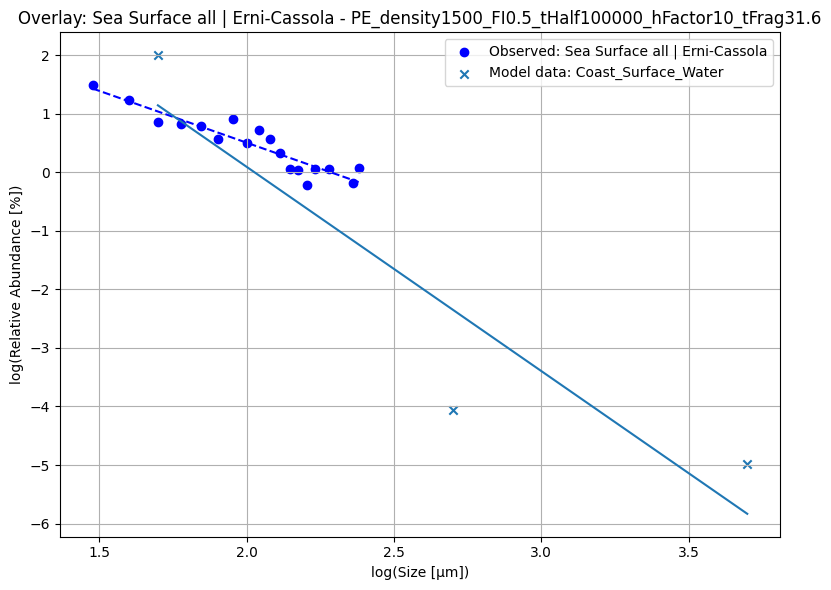 Overlay: Sea Surface all | Erni-Cassola - PE_density1500_FI0.5_tHalf100000_hFactor10_tFrag31.6
Observed: Sea Surface all | Erni-Cassola
Model data: Coast_Surface_Water
log(Relative Abundance [%])
2
1
0
−1
−2
−3
−4
−5
−6
1.5 2.0 2.5 3.0 3.5
log(Size [μm])